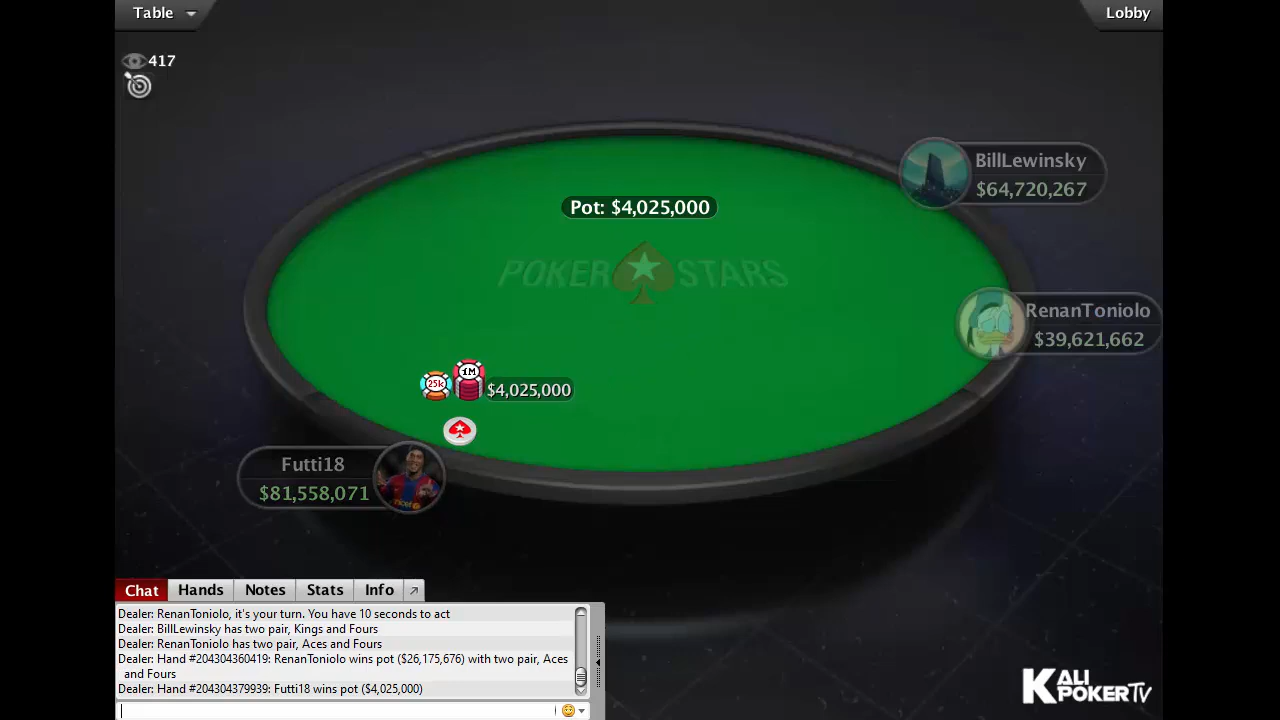 Table
Lobby
417
BillLewinsky
$64,720,267
Pot: $4,025,000
POKER STARS
RenanToniolo
$39,621,662
1M
25k
$4,025,000
Futti18
$81,558,071
unicef
Chat Hands Notes Stats Info
Dealer: RenanToniolo, it's your turn. You have 10 seconds to act
Dealer: BillLewinsky has two pair, Kings and Fours
Dealer: RenanToniolo has two pair, Aces and Fours
Dealer: Hand #204304360419: RenanToniolo wins pot ($26,175,676) with two pair, Aces
and Fours
Dealer: Hand #204304379939: Futti18 wins pot ($4,025,000)
KALI
POKERTV